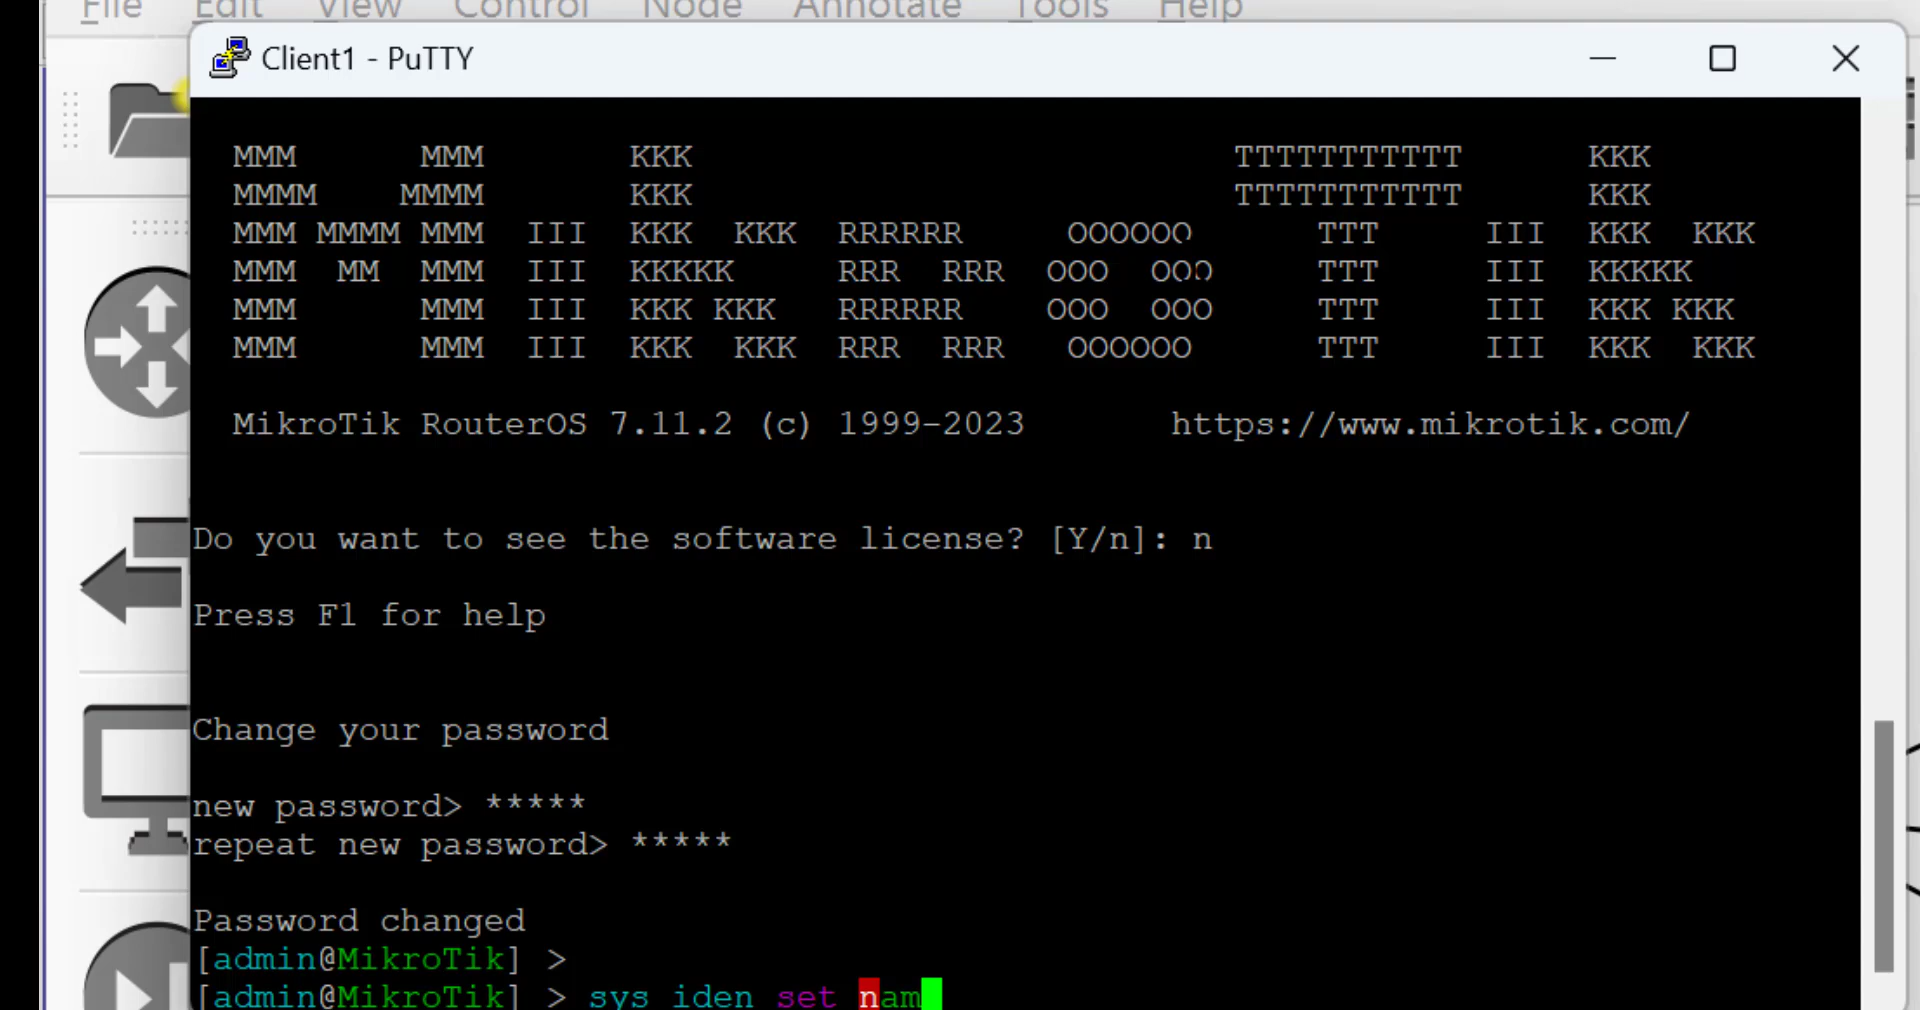 File Edit View Control Node Annotate Tools Help
Client1 - PuTTY
MMM      MMM       KKK                          TTTTTTTTTTT      KKK
MMMM    MMMM       KKK                          TTTTTTTTTTT      KKK
MMM MMMM MMM  III  KKK  KKK  RRRRRR     OOOOOO      TTT     III  KKK  KKK
MMM  MM  MMM  III  KKKKK     RRR  RRR  OOO  OOO     TTT     III  KKKKK
MMM      MMM  III  KKK KKK   RRRRRR    OOO  OOO     TTT     III  KKK KKK
MMM      MMM  III  KKK  KKK  RRR  RRR   OOOOOO      TTT     III  KKK  KKK
MikroTik RouterOS 7.11.2 (c) 1999-2023       https://www.mikrotik.com/
Do you want to see the software license? [Y/n]: n
Press F1 for help
Change your password
new password> *****
repeat new password> *****
Password changed
[admin@MikroTik] >
[admin@MikroTik] > sys iden set nam